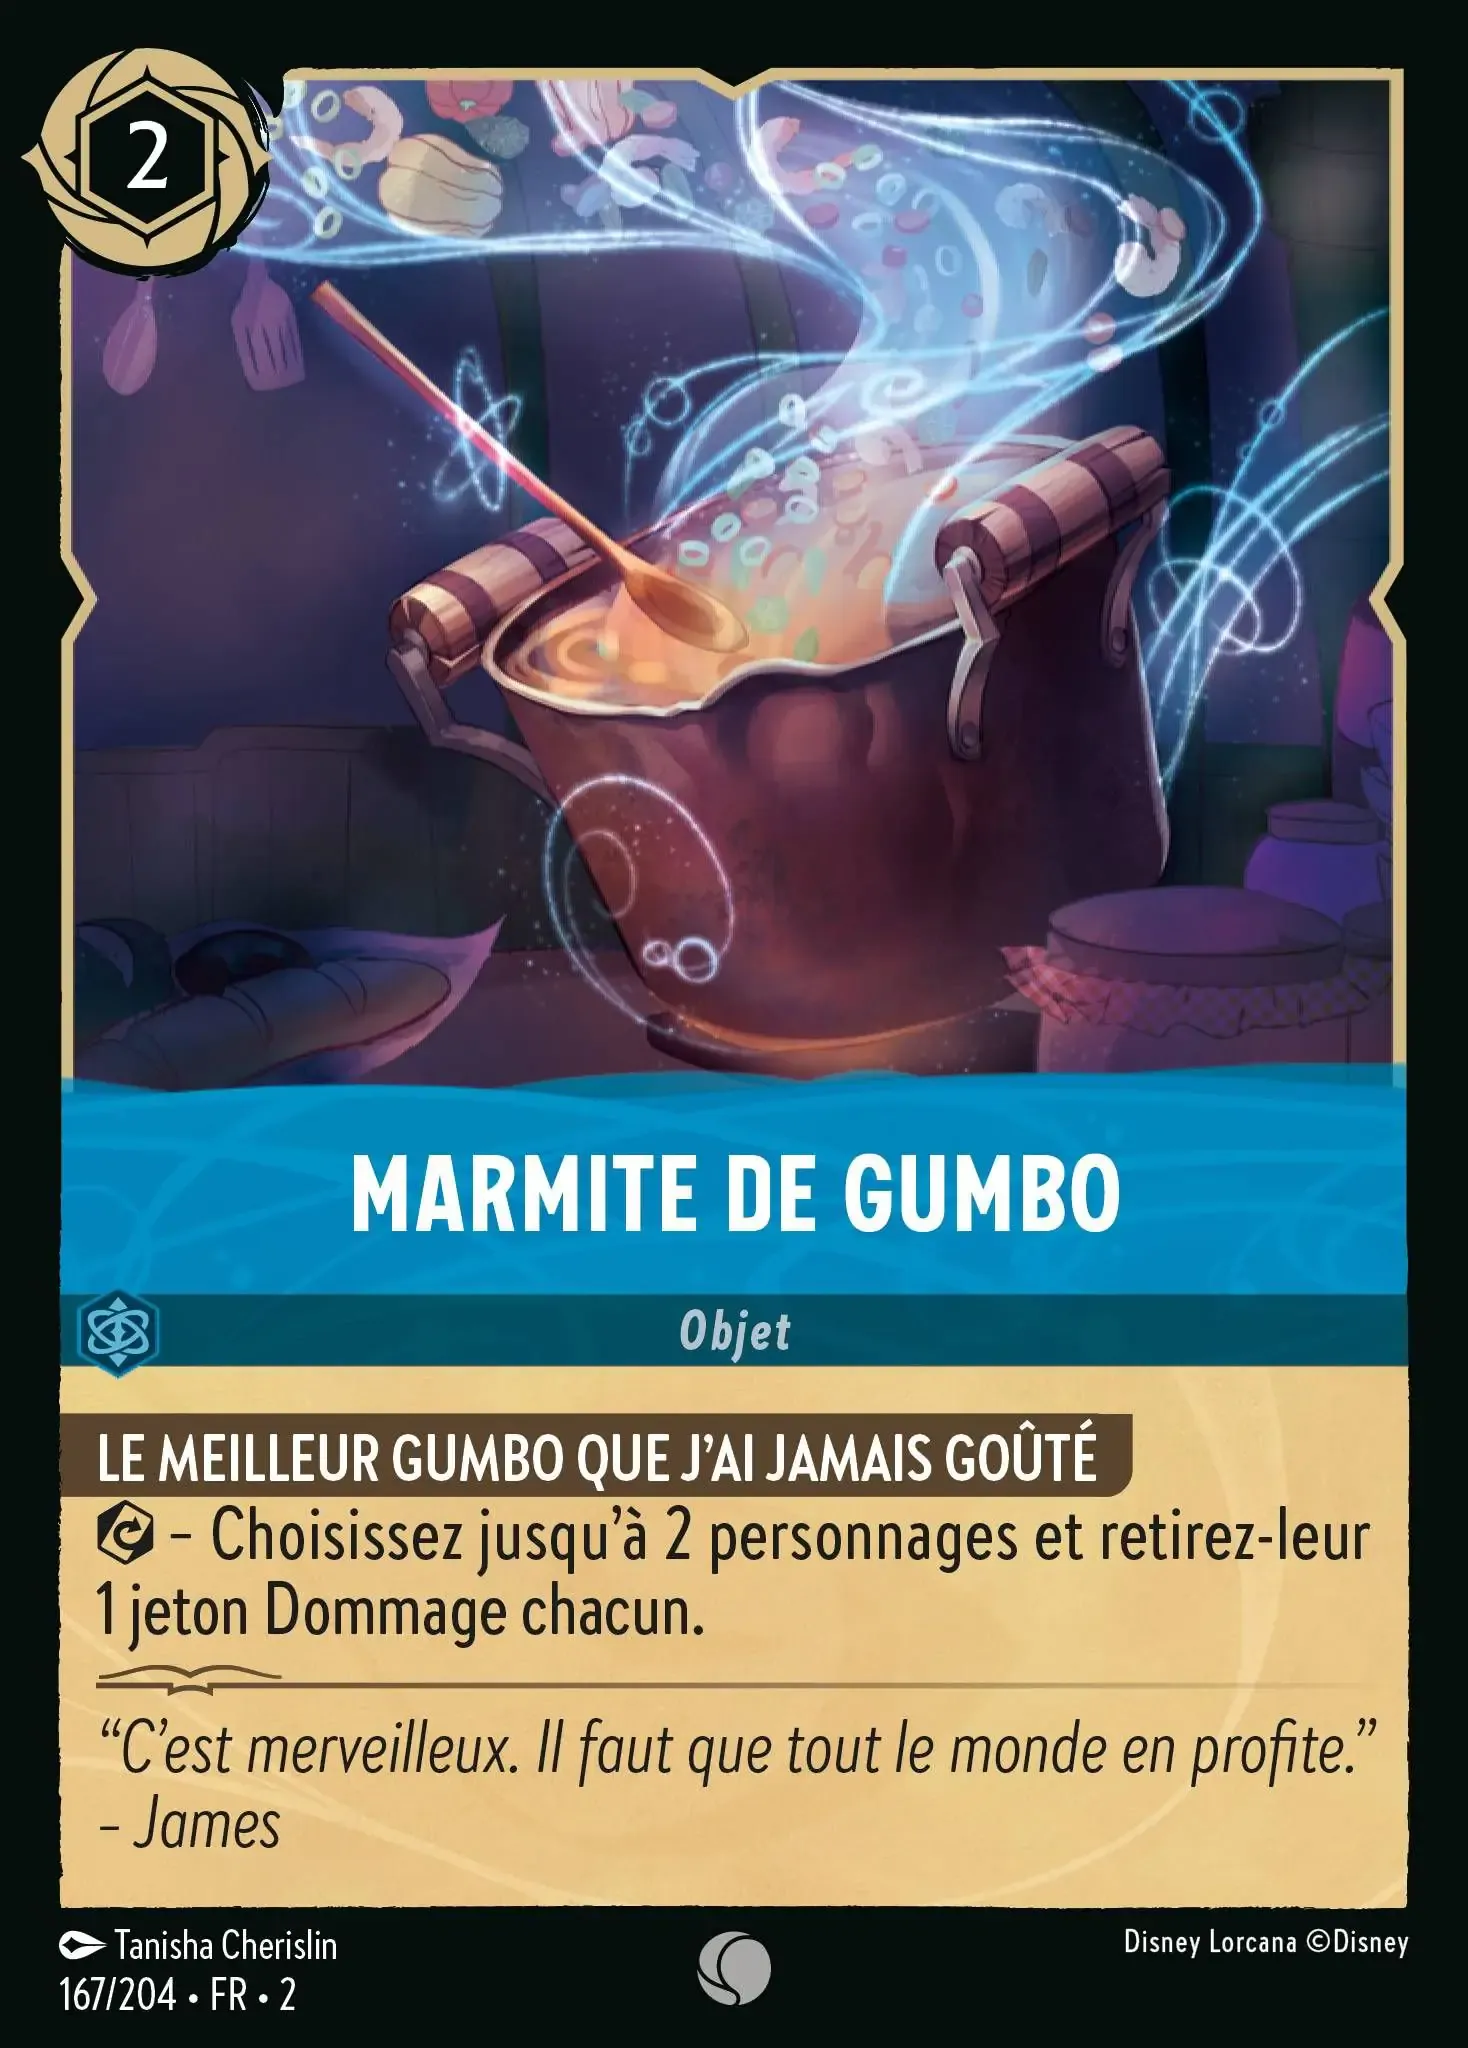 2
MARMITE DE GUMBO
Objet
LE MEILLEUR GUMBO QUE J'AI JAMAIS GOÛTÉ
– Choisissez jusqu'à 2 personnages et retirez-leur
1 jeton Dommage chacun.
“C'est merveilleux. Il faut que tout le monde en profite.”
– James
Tanisha Cherislin
Disney Lorcana ©Disney
167/204 • FR • 2